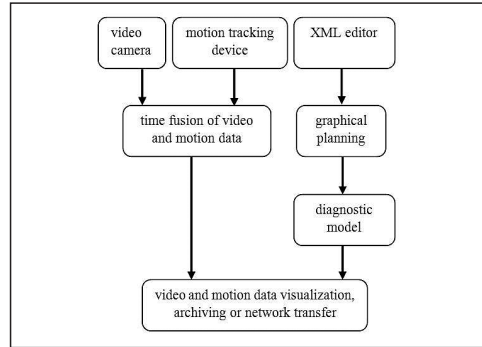 video
camera
motion tracking
device
XML editor
time fusion of video
and motion data
graphical
planning
diagnostic
model
video and motion data visualization,
archiving or network transfer